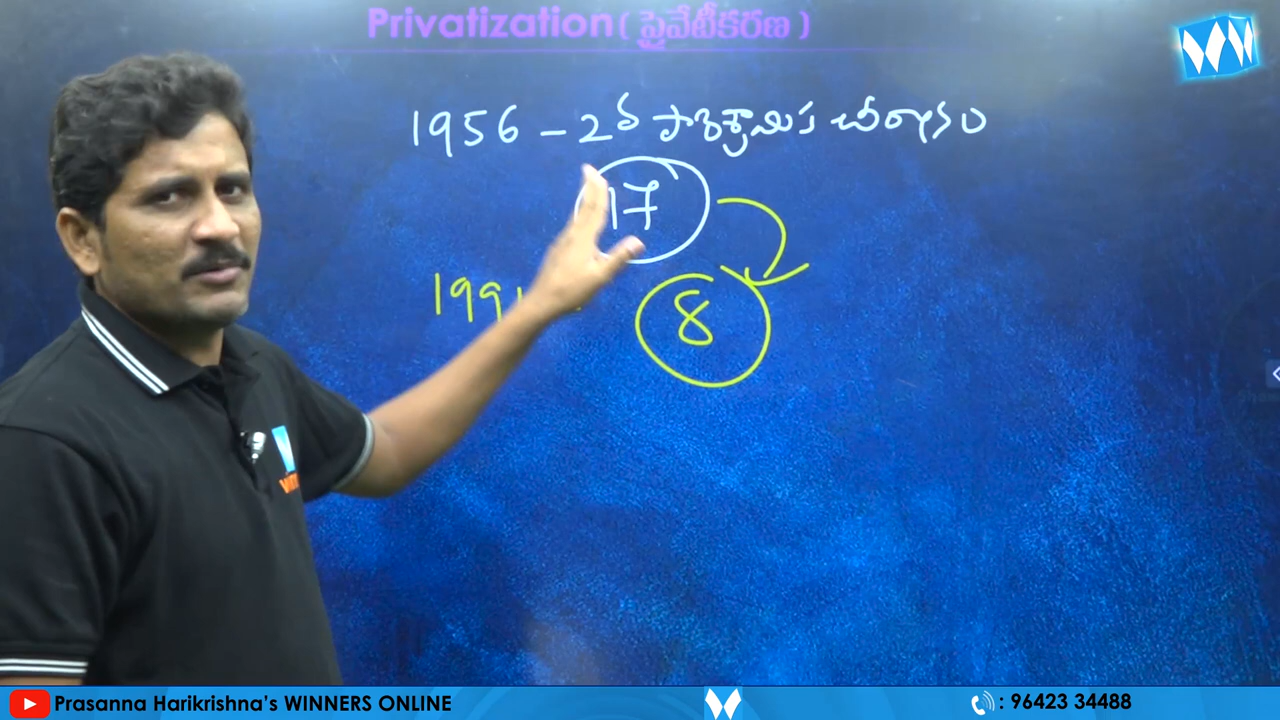 Privatization ( ప్రైవేటీకరణ )
1956 - 2వ పారిశ్రామిక తీర్మానం
17
8
Prasanna Harikrishna's WINNERS ONLINE
: 96423 34488